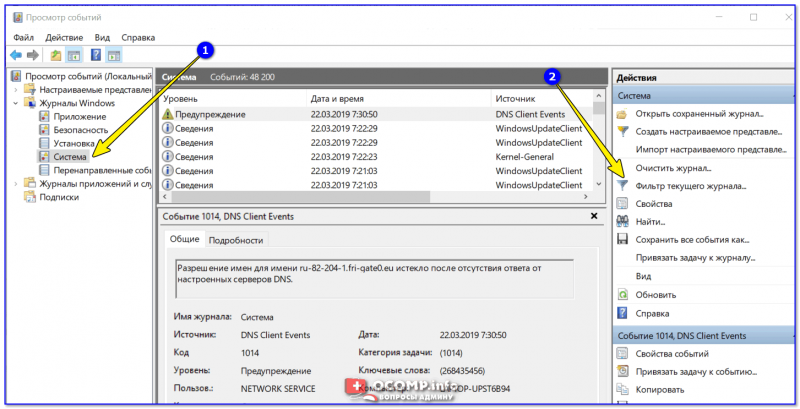 Просмотр событий
Файл Действие Вид Справка
1
2
Просмотр событий (Локальный
Настраиваемые представлен
Журналы Windows
Приложение
Безопасность
Установка
Система
Перенаправленные собы
Журналы приложений и слу
Подписки
Система Событий: 48 200
Уровень Дата и время Источник
Предупреждение 22.03.2019 7:30:50 DNS Client Events
Сведения 22.03.2019 7:22:29 WindowsUpdateClient
Сведения 22.03.2019 7:22:29 WindowsUpdateClient
Сведения 22.03.2019 7:22:23 Kernel-General
Сведения 22.03.2019 7:21:03 WindowsUpdateClient
Сведения 22.03.2019 7:21:03 WindowsUpdateClient
Событие 1014, DNS Client Events
Общие Подробности
Разрешение имен для имени ru-82-204-1.fri-gate0.eu истекло после отсутствия ответа от
настроенных серверов DNS.
Имя журнала: Система
Источник: DNS Client Events Дата: 22.03.2019 7:30:50
Код 1014 Категория задачи: (1014)
Уровень: Предупреждение Ключевые слова: (268435456)
Пользов.: NETWORK SERVICE
OCOMP.info
ВОПРОСЫ АДМИНУ
Действия
Система
Открыть сохраненный журнал...
Создать настраиваемое представле...
Импорт настраиваемого представле...
Очистить журнал...
Фильтр текущего журнала...
Свойства
Найти...
Сохранить все события как...
Привязать задачу к журналу...
Вид
Обновить
Справка
Событие 1014, DNS Client Events
Свойства событий
Привязать задачу к событию...
Копировать